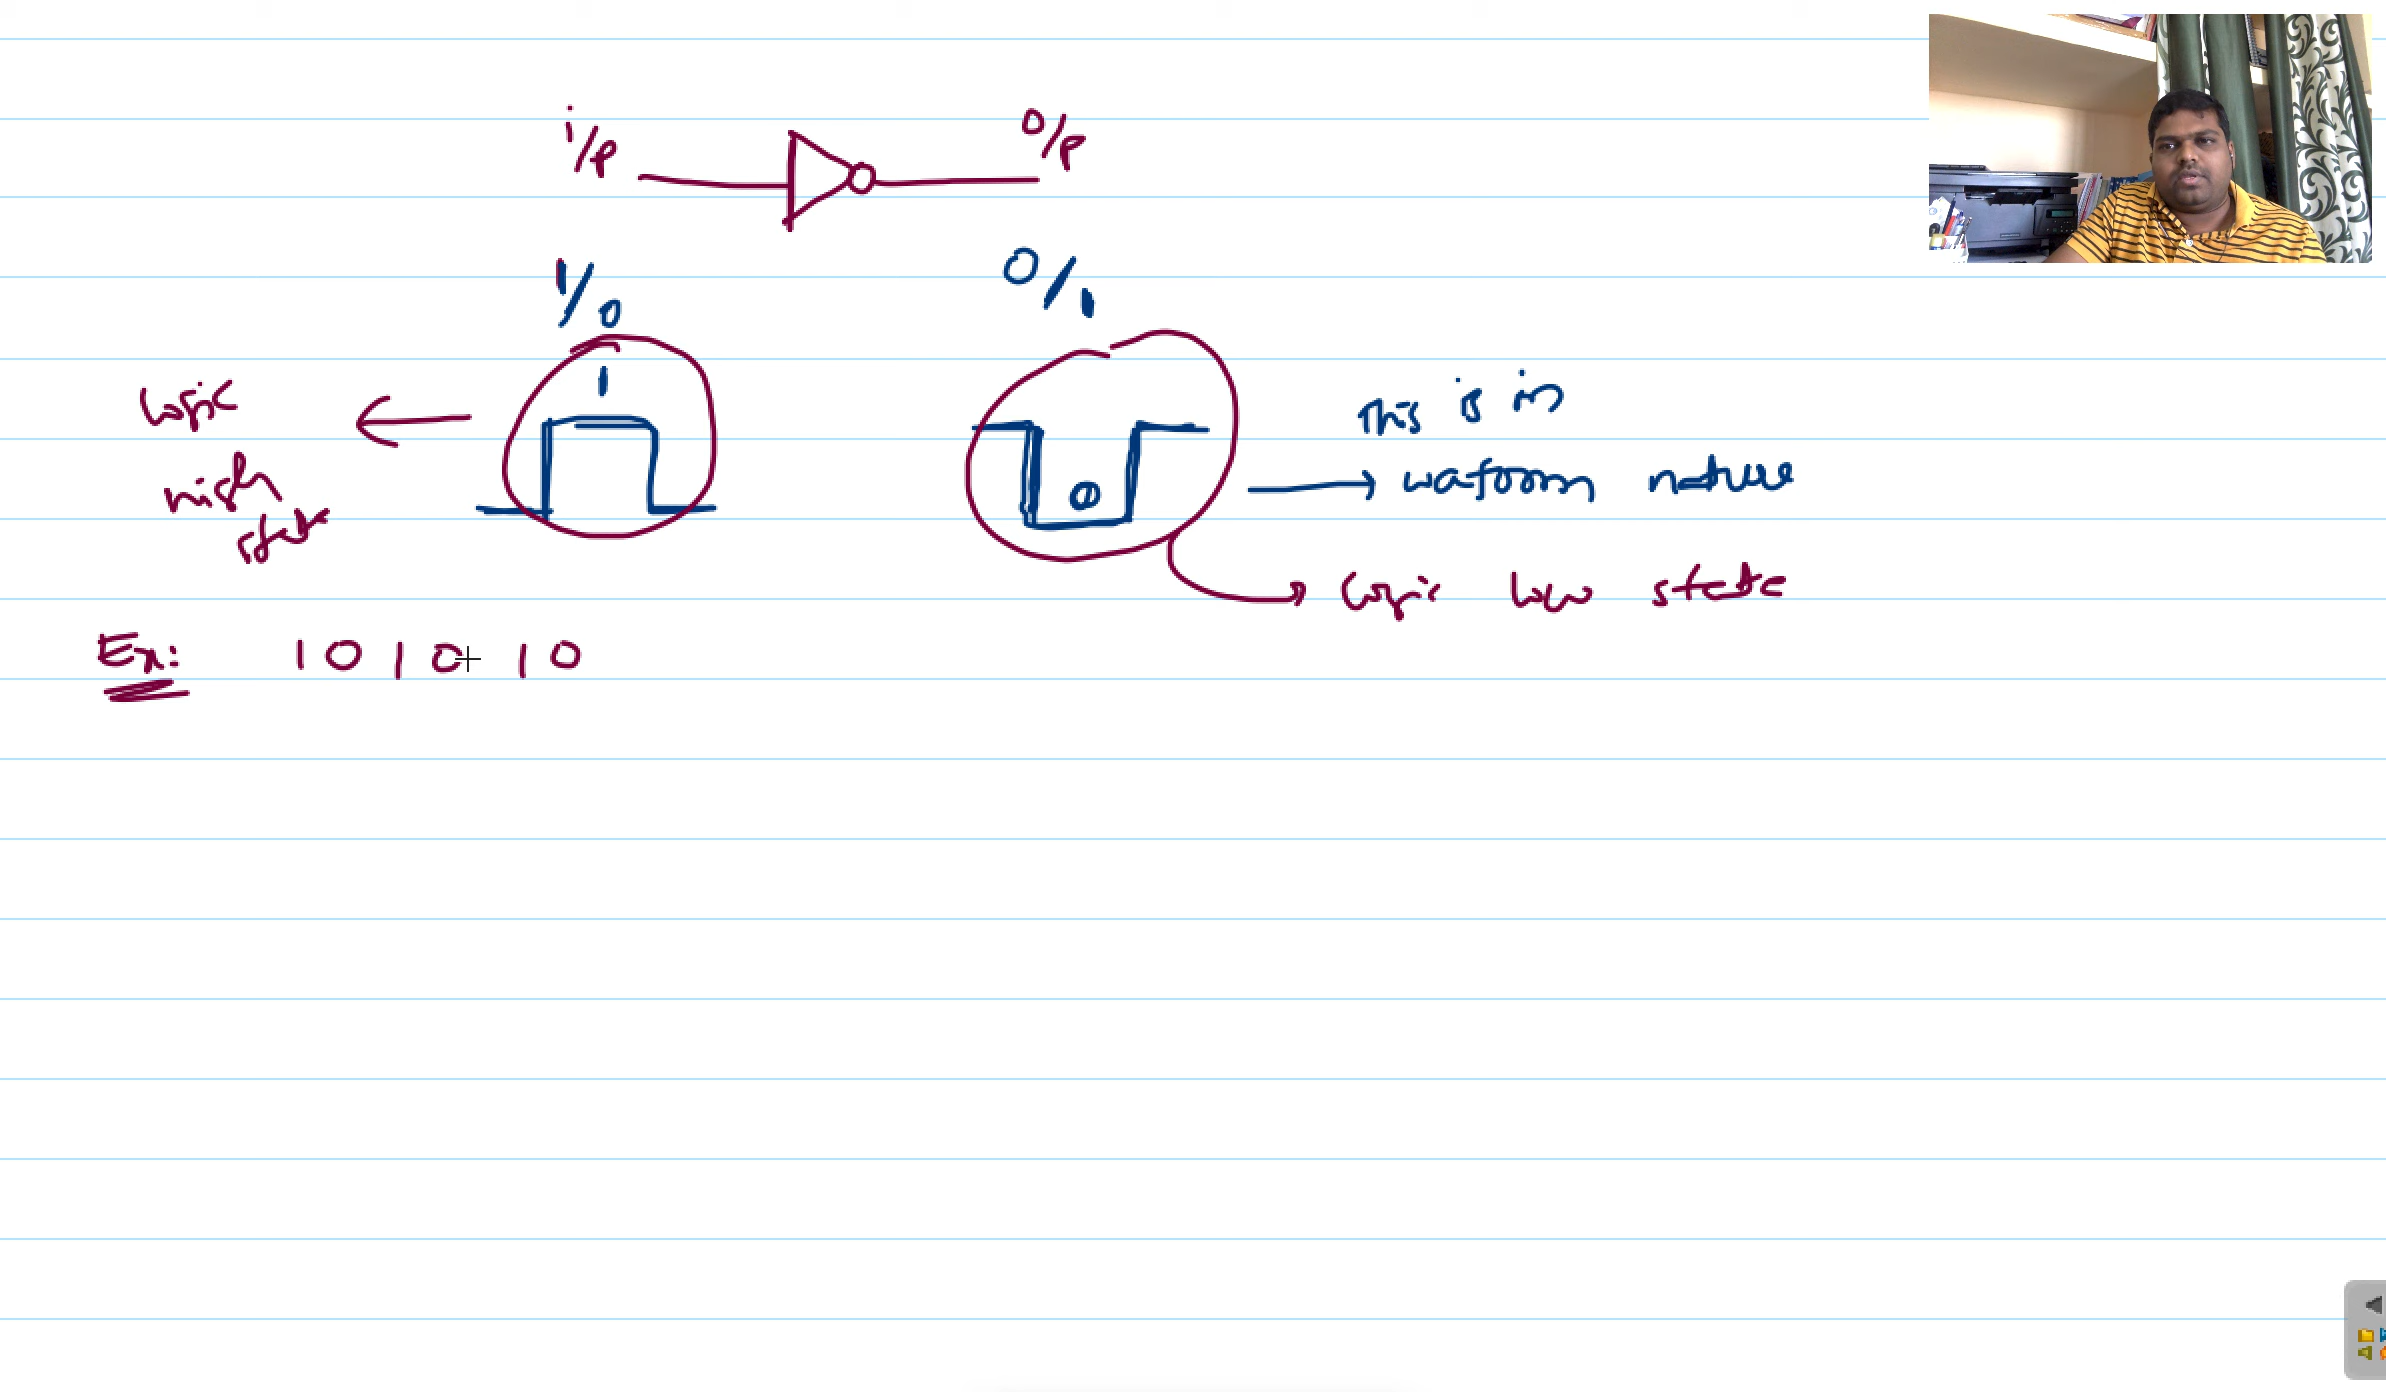 i/p o/p
1/0 0/1
1
logic
high
state
0
This is in
waform nature
logic low state
Ex: 1 0 1 0 1 0